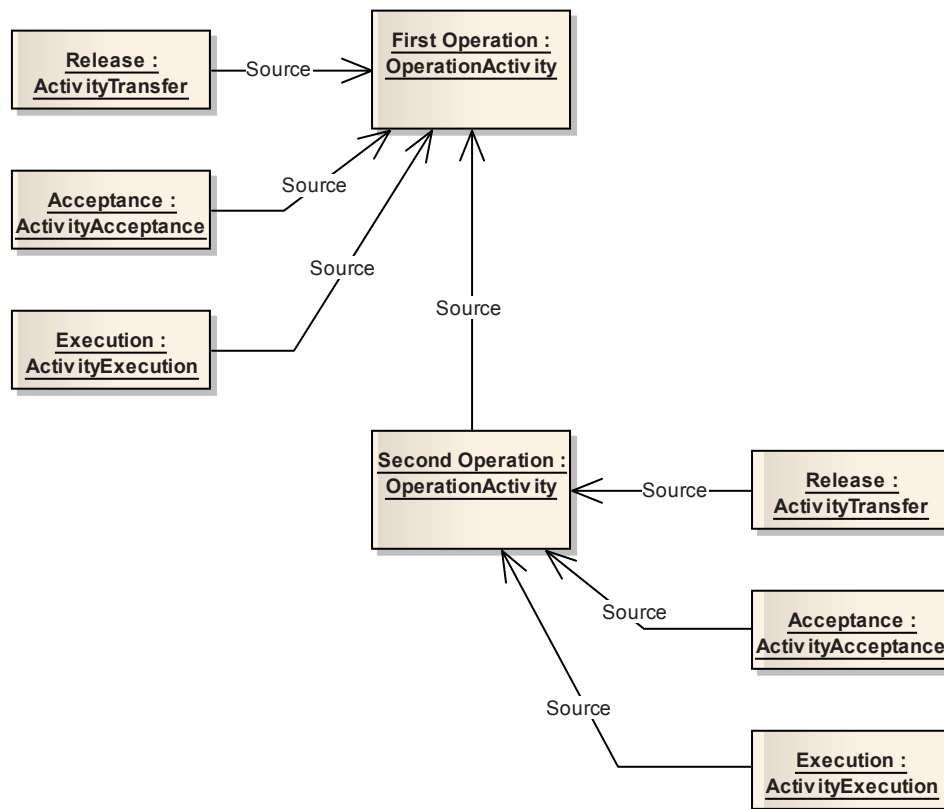 First Operation :
OperationActivity
Release :
ActivityTransfer
Source
Acceptance :
ActivityAcceptance
Source
Source
Execution :
ActivityExecution
Source
Second Operation :
OperationActivity
Release :
ActivityTransfer
Source
Acceptance :
ActivityAcceptance
Source
Source
Execution :
ActivityExecution